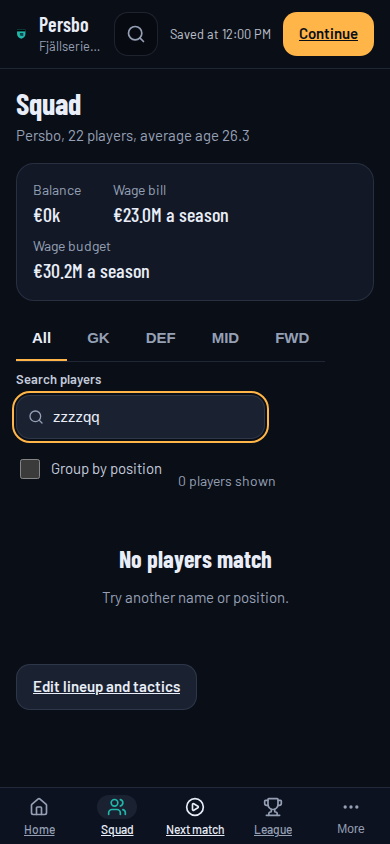 Persbo
Fjällserie...
Saved at 12:00 PM
Continue
Squad
Persbo, 22 players, average age 26.3
Balance
Wage bill
€0k
€23.0M a season
Wage budget
€30.2M a season
All
GK
DEF
MID
FWD
Search players
zzzzqq
Group by position
0 players shown
No players match
Try another name or position.
Edit lineup and tactics
Home
Squad
Next match
League
More